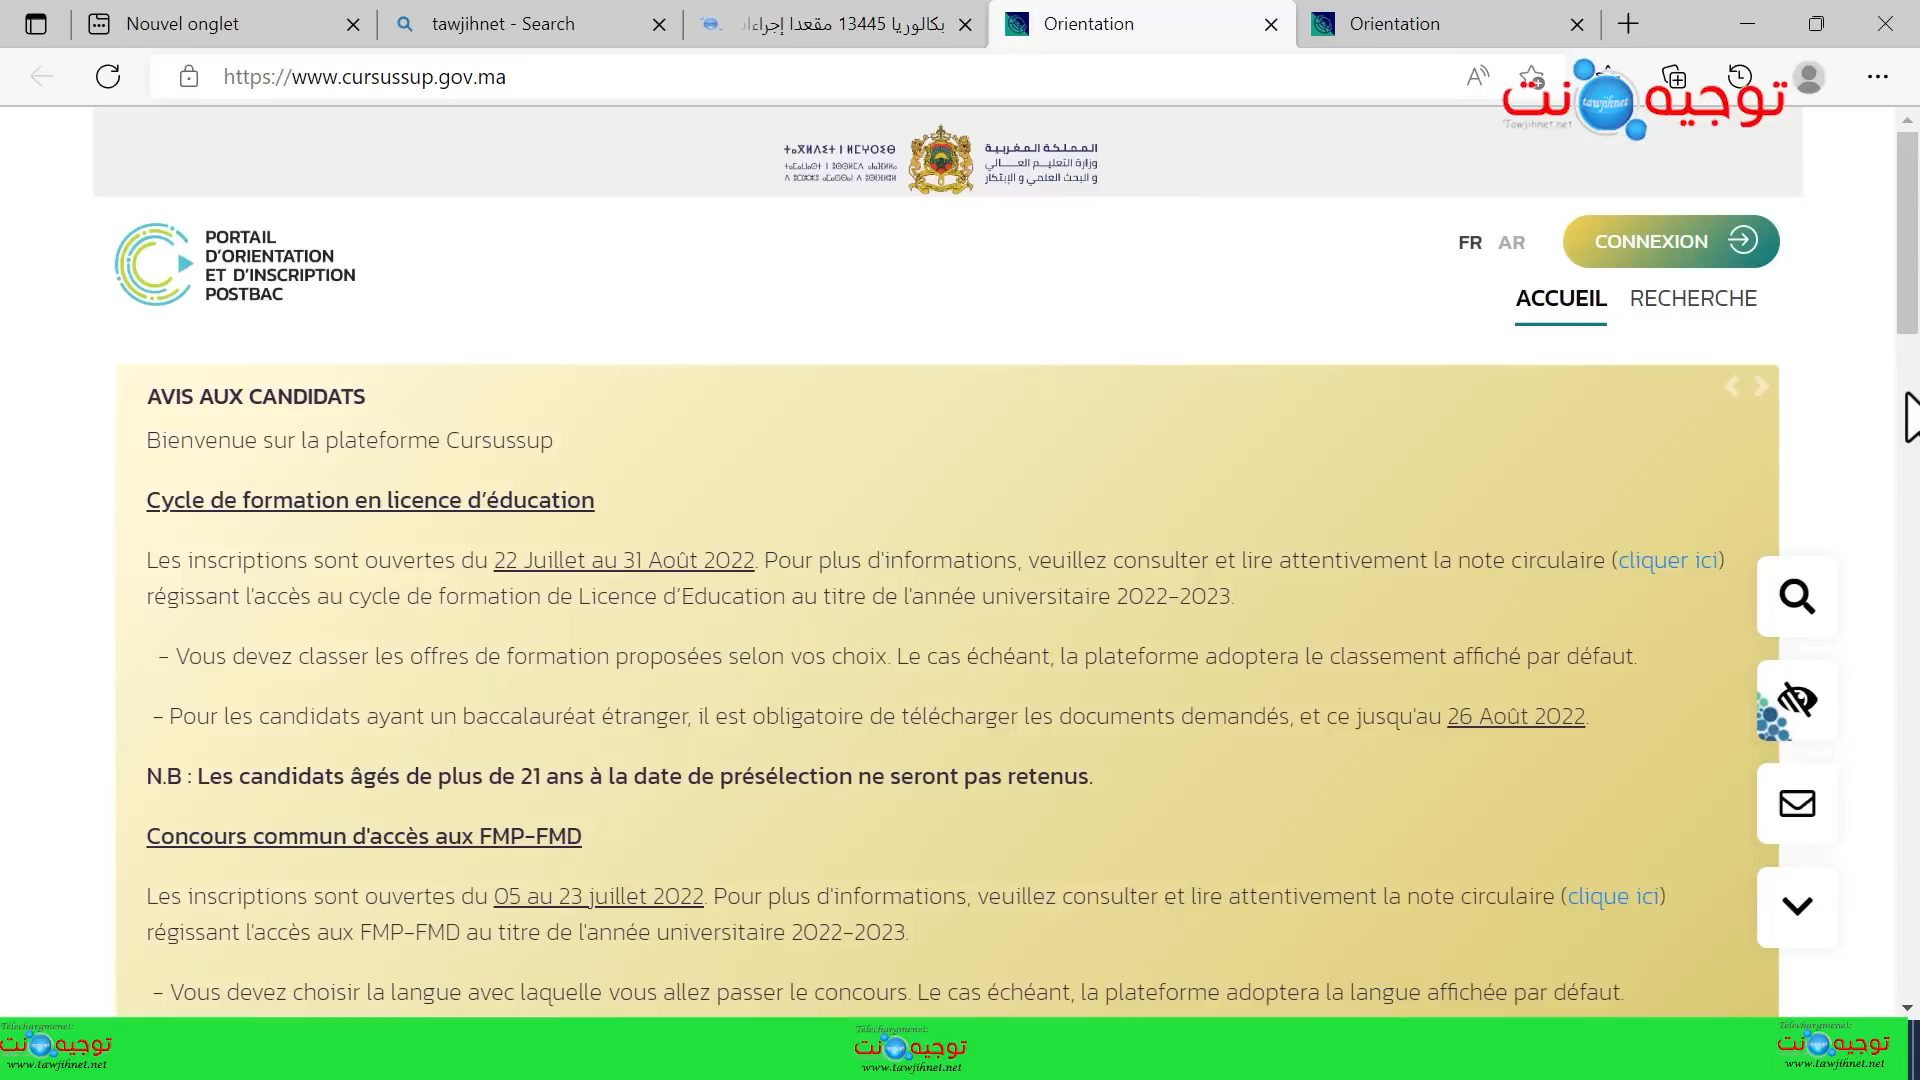 Nouvel onglet
tawjihnet - Search
بكالوريا 13445 مقعدا إجراءات
Orientation
Orientation
https://www.cursussup.gov.ma
توجيه نت
tawjihnet
Tawjihnet.net
المملكة المغربية
وزارة التعليم العالي
و البحث العلمي و الإبتكار
ⵜⴰⴳⵍⴷⵉⵜ ⵏ ⵍⵎⵖⵔⵉⴱ
PORTAIL
D'ORIENTATION
ET D'INSCRIPTION
POSTBAC
FR AR
CONNEXION
ACCUEIL RECHERCHE
AVIS AUX CANDIDATS
Bienvenue sur la plateforme Cursussup
Cycle de formation en licence d’éducation
Les inscriptions sont ouvertes du 22 Juillet au 31 Août 2022. Pour plus d'informations, veuillez consulter et lire attentivement la note circulaire (cliquer ici)
régissant l'accès au cycle de formation de Licence d’Education au titre de l'année universitaire 2022-2023.
- Vous devez classer les offres de formation proposées selon vos choix. Le cas échéant, la plateforme adoptera le classement affiché par défaut.
- Pour les candidats ayant un baccalauréat étranger, il est obligatoire de télécharger les documents demandés, et ce jusqu'au 26 Août 2022.
N.B : Les candidats âgés de plus de 21 ans à la date de présélection ne seront pas retenus.
Concours commun d'accès aux FMP-FMD
Les inscriptions sont ouvertes du 05 au 23 juillet 2022. Pour plus d'informations, veuillez consulter et lire attentivement la note circulaire (clique ici)
régissant l'accès aux FMP-FMD au titre de l'année universitaire 2022-2023.
- Vous devez choisir la langue avec laquelle vous allez passer le concours. Le cas échéant, la plateforme adoptera la langue affichée par défaut.
Telechargmenet:
توجيه نت
www.tawjihnet.net
Telechargmenet:
توجيه نت
www.tawjihnet.net
Telechargmenet:
توجيه نت
www.tawjihnet.net